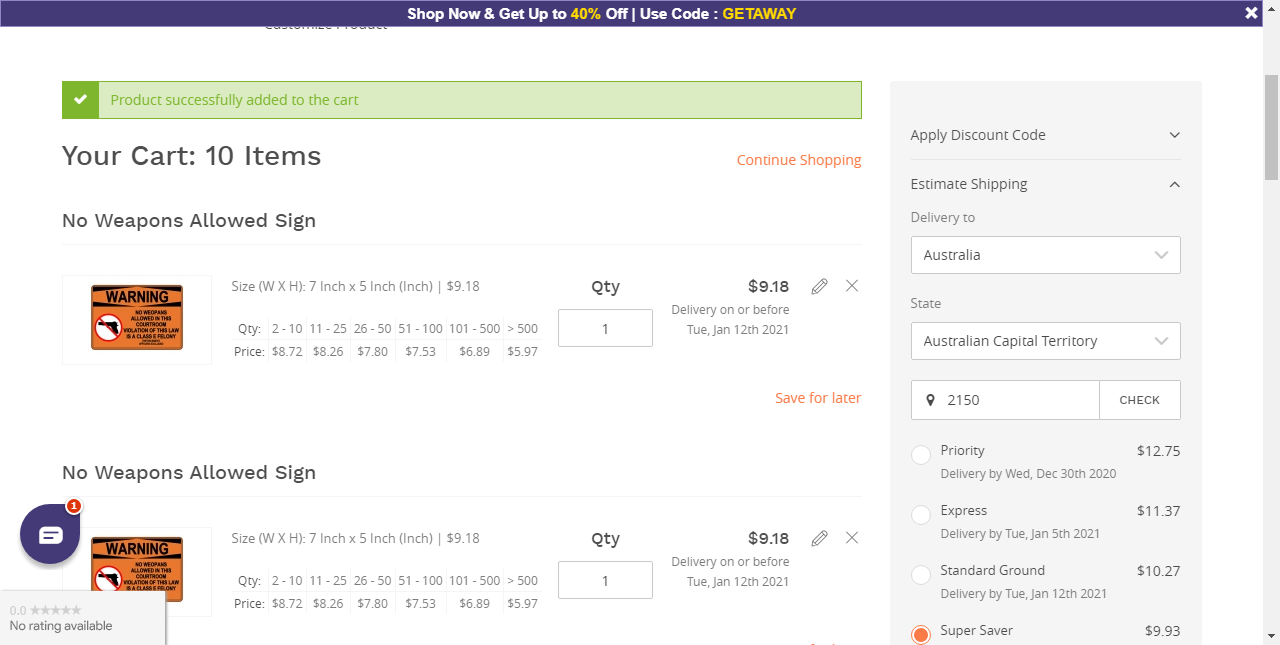 Shop Now & Get Up to 40% Off | Use Code : GETAWAY
Customize Product
Product successfully added to the cart
Your Cart: 10 Items
Continue Shopping
No Weapons Allowed Sign
WARNING
NO WEOPANS
ALLOWED IN THIS
COURTROOM
VIOLATION OF THIS LAW
IS A CLASS E FELONY
Size (W X H): 7 Inch x 5 Inch (Inch) | $9.18
Qty: 2 - 10 11 - 25 26 - 50 51 - 100 101 - 500 > 500
Price: $8.72 $8.26 $7.80 $7.53 $6.89 $5.97
Qty
1
$9.18
Delivery on or before
Tue, Jan 12th 2021
Save for later
No Weapons Allowed Sign
WARNING
NO WEOPANS
ALLOWED IN THIS
COURTROOM
VIOLATION OF THIS LAW
IS A CLASS E FELONY
Size (W X H): 7 Inch x 5 Inch (Inch) | $9.18
Qty: 2 - 10 11 - 25 26 - 50 51 - 100 101 - 500 > 500
Price: $8.72 $8.26 $7.80 $7.53 $6.89 $5.97
Qty
1
$9.18
Delivery on or before
Tue, Jan 12th 2021
1
0.0
No rating available
Apply Discount Code
Estimate Shipping
Delivery to
Australia
State
Australian Capital Territory
2150
CHECK
Priority $12.75
Delivery by Wed, Dec 30th 2020
Express $11.37
Delivery by Tue, Jan 5th 2021
Standard Ground $10.27
Delivery by Tue, Jan 12th 2021
Super Saver $9.93